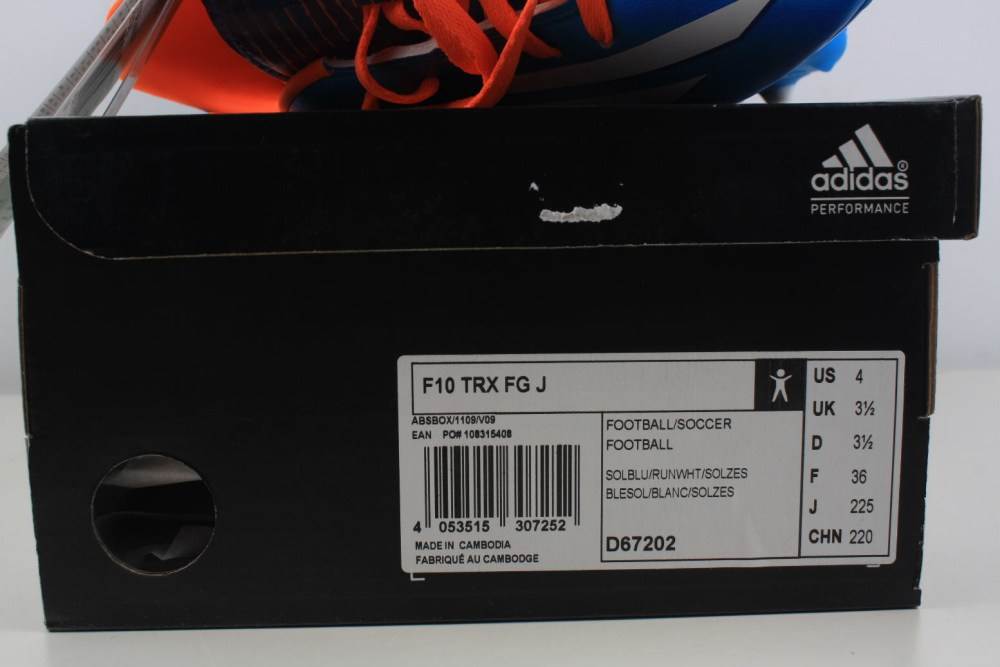 adidas®
PERFORMANCE
F10 TRX FG J
ABSBOX/1109/V09
EAN PO# 108315408
4 053515 307252
MADE IN CAMBODIA
FABRIQUÉ AU CAMBODGE
FOOTBALL/SOCCER
FOOTBALL
SOLBLU/RUNWHT/SOLZES
BLESOL/BLANC/SOLZES
D67202
US 4
UK 3½
D 3½
F 36
J 225
CHN 220